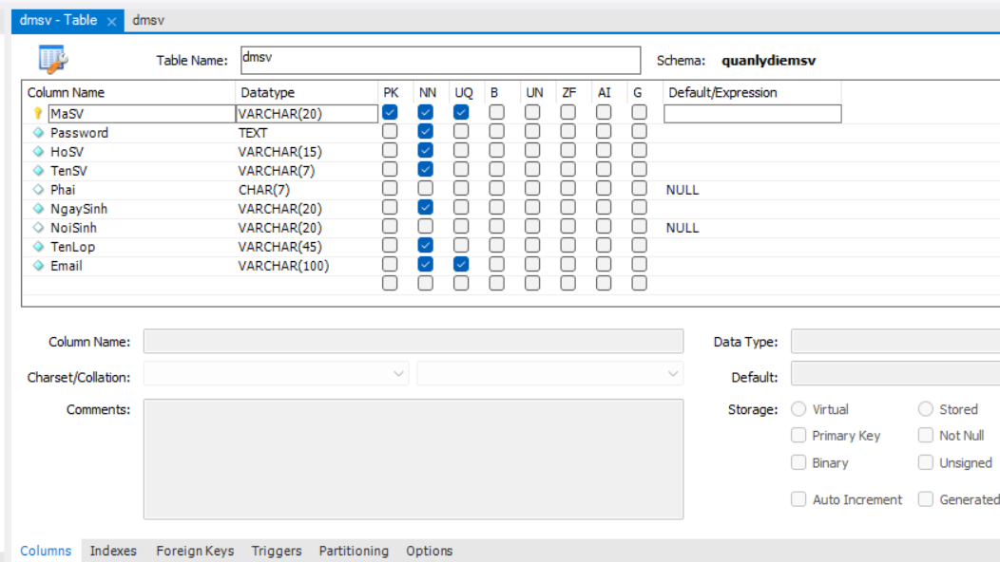 dmsv - Table × dmsv
Table Name: dmsv Schema: quanlydiemsv
Column Name Datatype PK NN UQ B UN ZF AI G Default/Expression
MaSV VARCHAR(20)
Password TEXT
HoSV VARCHAR(15)
TenSV VARCHAR(7)
Phai CHAR(7) NULL
NgaySinh VARCHAR(20)
NoiSinh VARCHAR(20) NULL
TenLop VARCHAR(45)
Email VARCHAR(100)
Column Name: Data Type:
Charset/Collation: Default:
Comments: Storage: Virtual Stored
Primary Key Not Null
Binary Unsigned
Auto Increment Generated
Columns Indexes Foreign Keys Triggers Partitioning Options